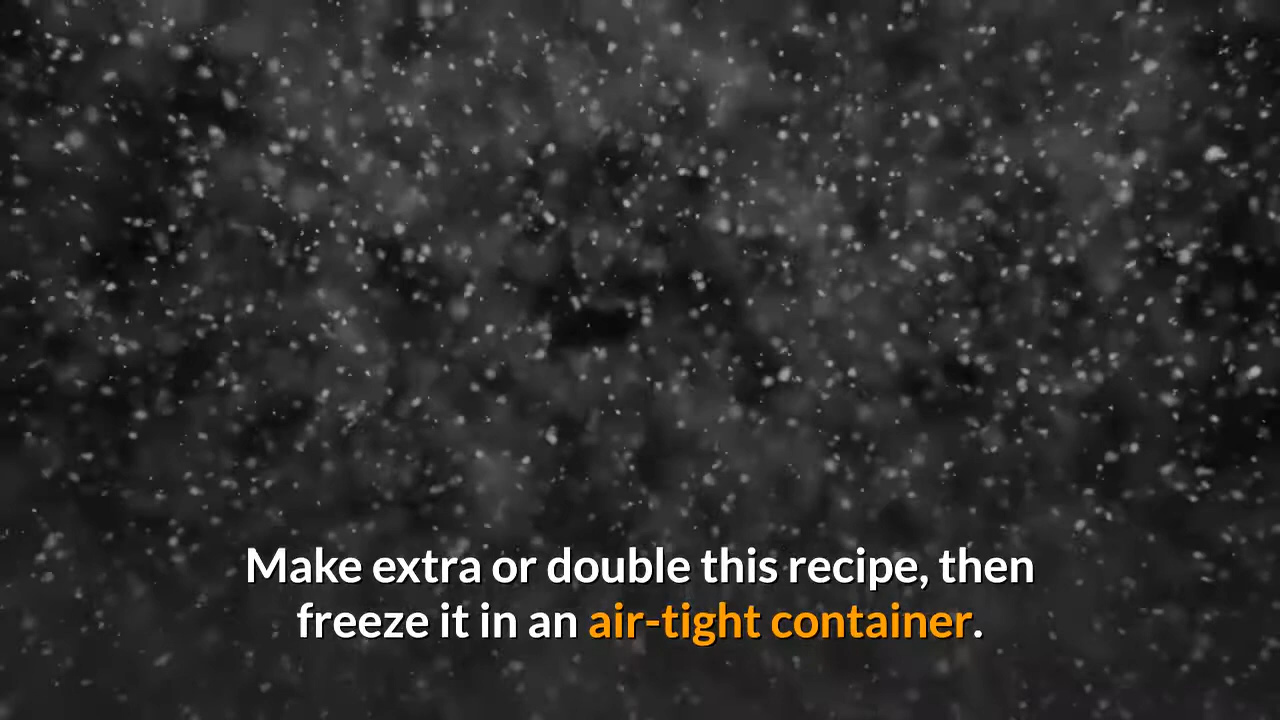 Make extra or double this recipe, then
freeze it in an air-tight container.